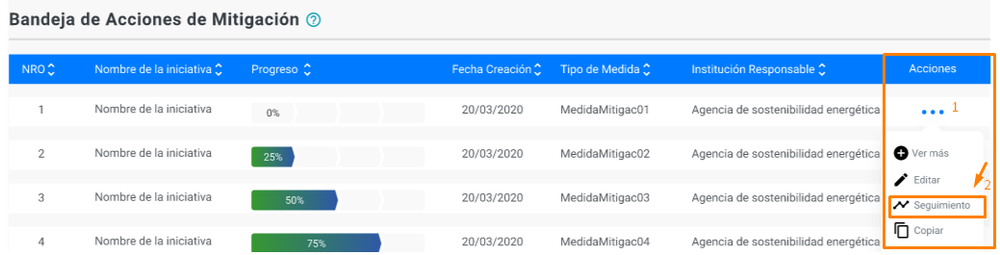 Bandeja de Acciones de Mitigación ?
NRO Nombre de la iniciativa Progreso Fecha Creación Tipo de Medida Institución Responsable Acciones
1 Nombre de la iniciativa 0% 20/03/2020 MedidaMitigac01 Agencia de sostenibilidad energética 1
2 Nombre de la iniciativa 25% 20/03/2020 MedidaMitigac02 Agencia de sostenibilidad energética
Ver más
Editar
2
3 Nombre de la iniciativa 50% 20/03/2020 MedidaMitigac03 Agencia de sostenibilidad energética
Seguimiento
Copiar
4 Nombre de la iniciativa 75% 20/03/2020 MedidaMitigac04 Agencia de sostenibilidad energética